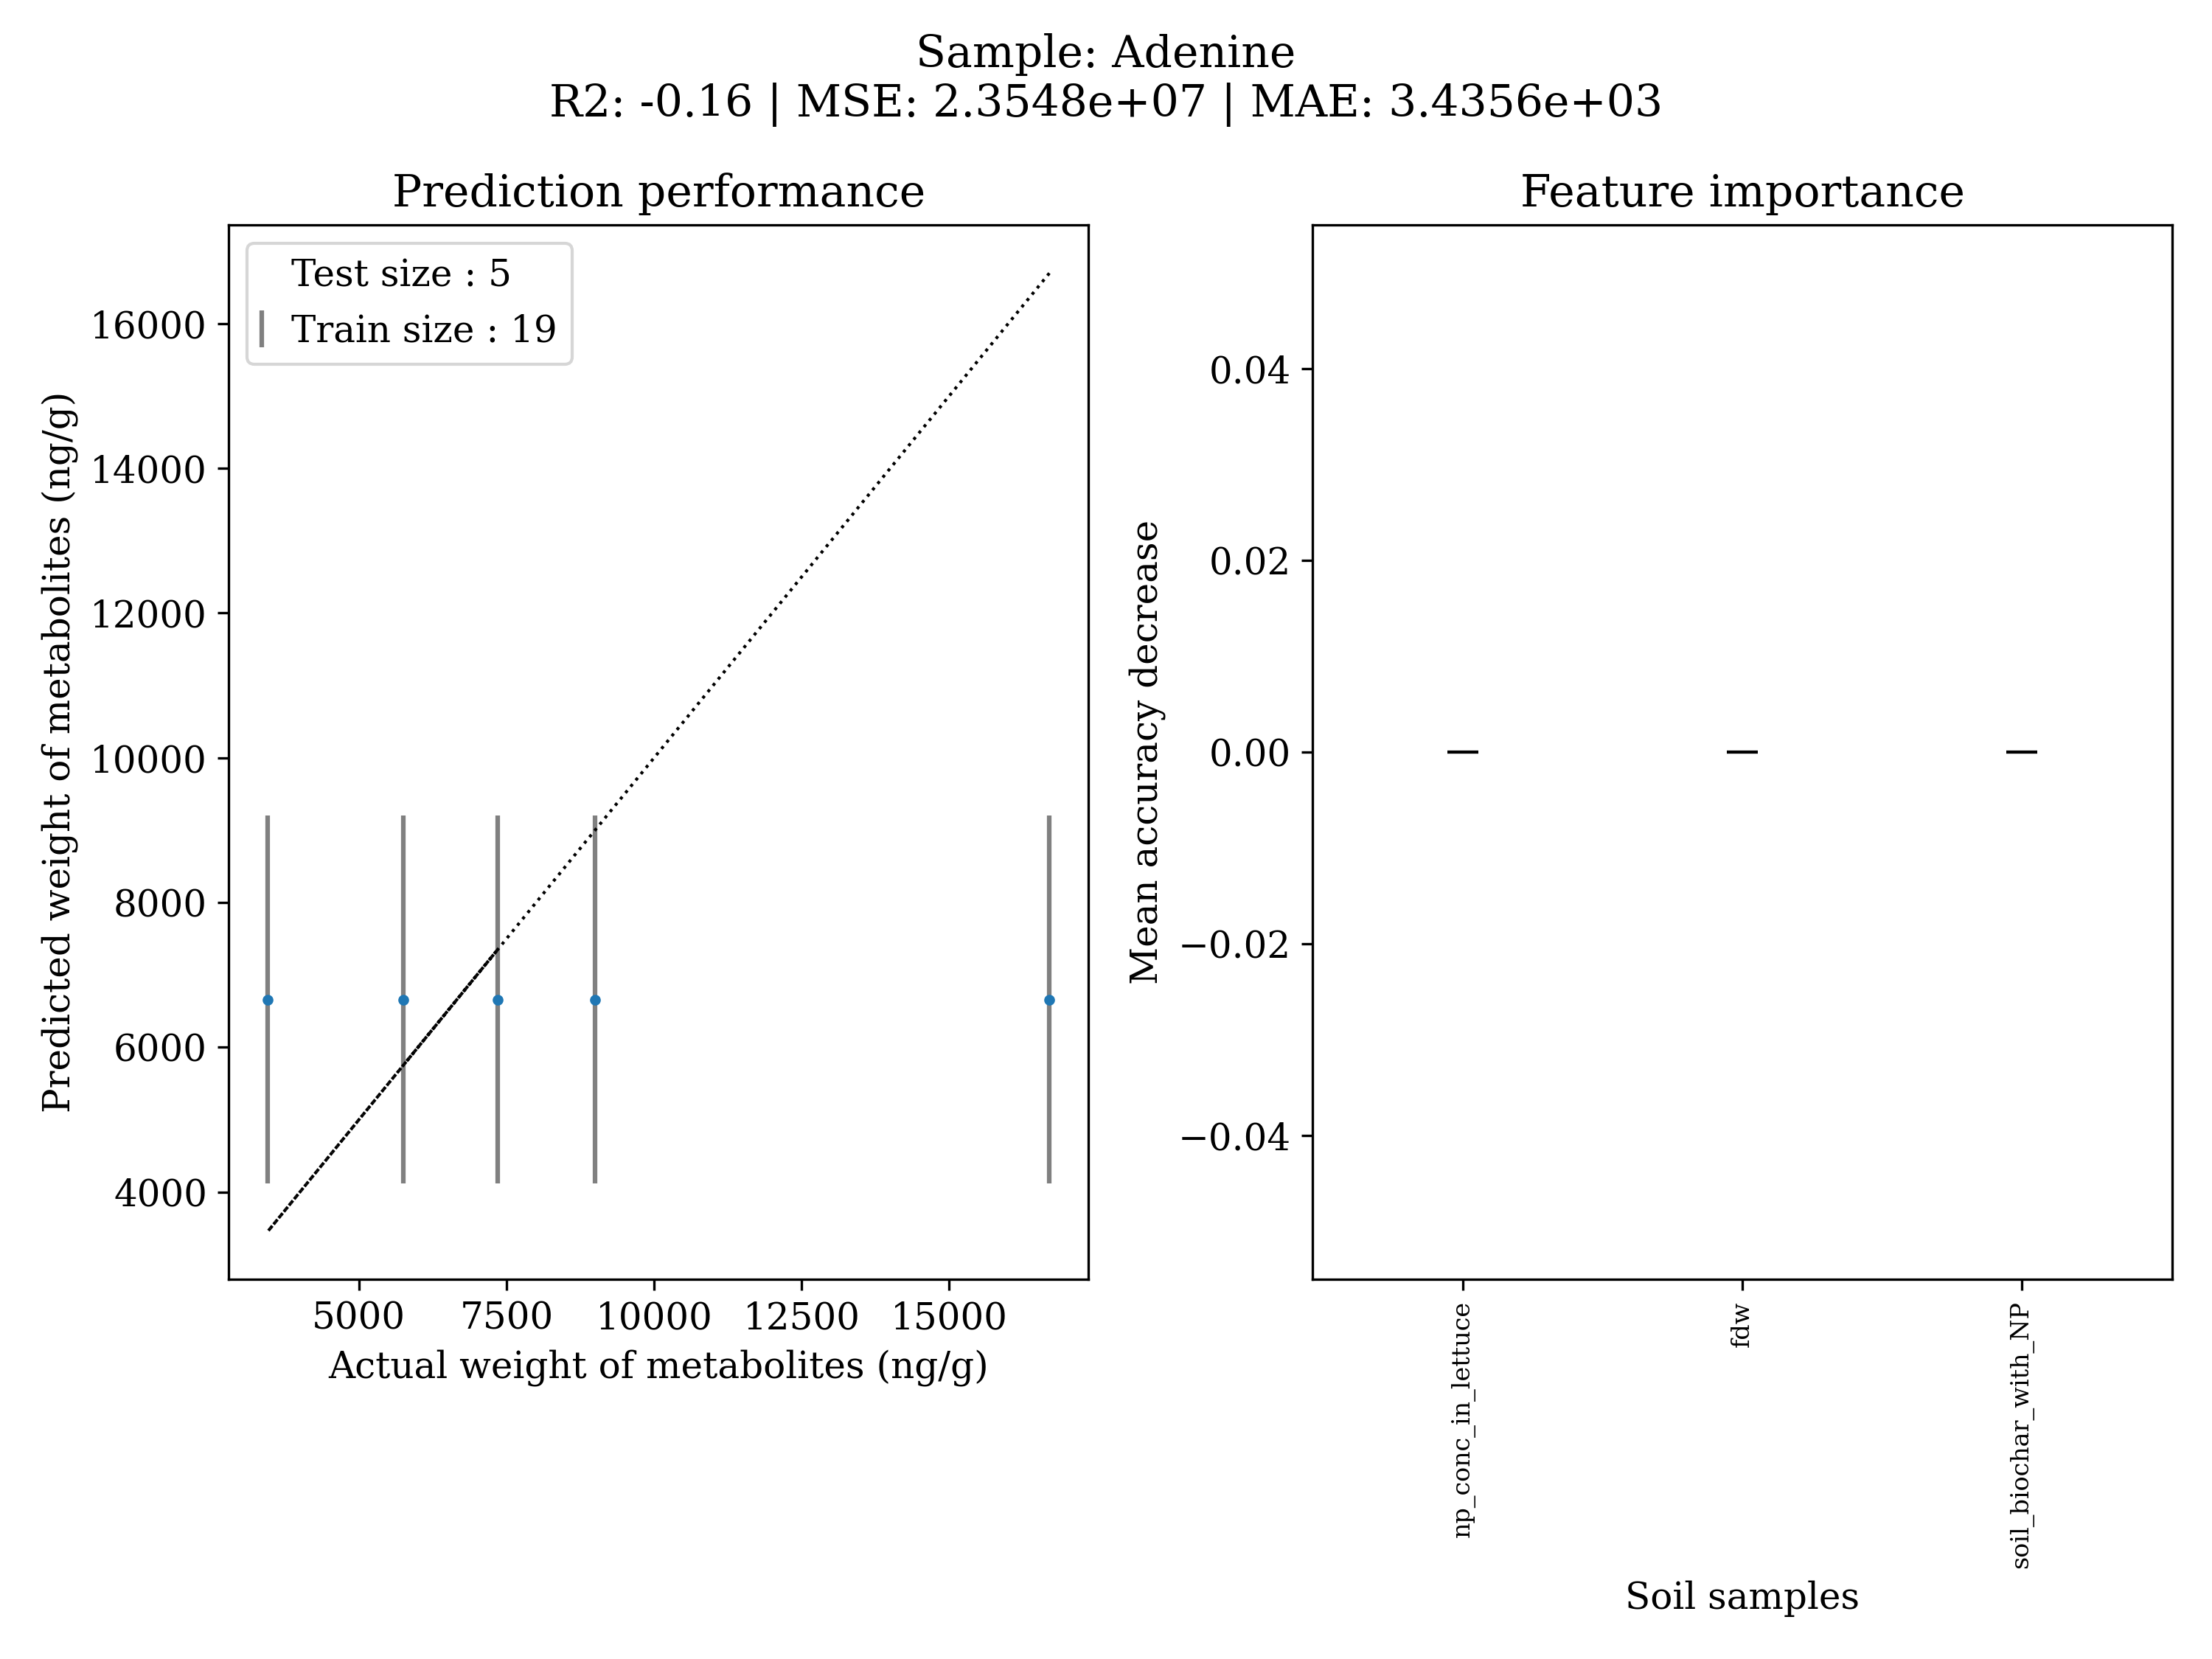 Sample: Adenine
R2: -0.16 | MSE: 2.3548e+07 | MAE: 3.4356e+03
Prediction performance
Test size : 5
Train size : 19
Predicted weight of metabolites (ng/g)
16000
14000
12000
10000
8000
6000
4000
5000 7500 10000 12500 15000
Actual weight of metabolites (ng/g)
Feature importance
Mean accuracy decrease
0.04
0.02
0.00
−0.02
−0.04
np_conc_in_lettuce
fdw
soil_biochar_with_NP
Soil samples